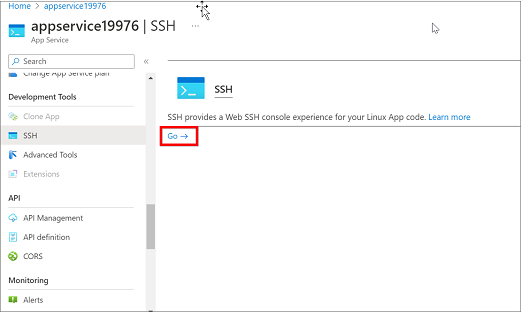 Home > appservice19976
appservice19976 | SSH ...
App Service
Search «
Change App Service plan
Development Tools
Clone App
SSH
Advanced Tools
Extensions
API
API Management
API definition
CORS
Monitoring
Alerts
SSH
SSH provides a Web SSH console experience for your Linux App code. Learn more
Go →